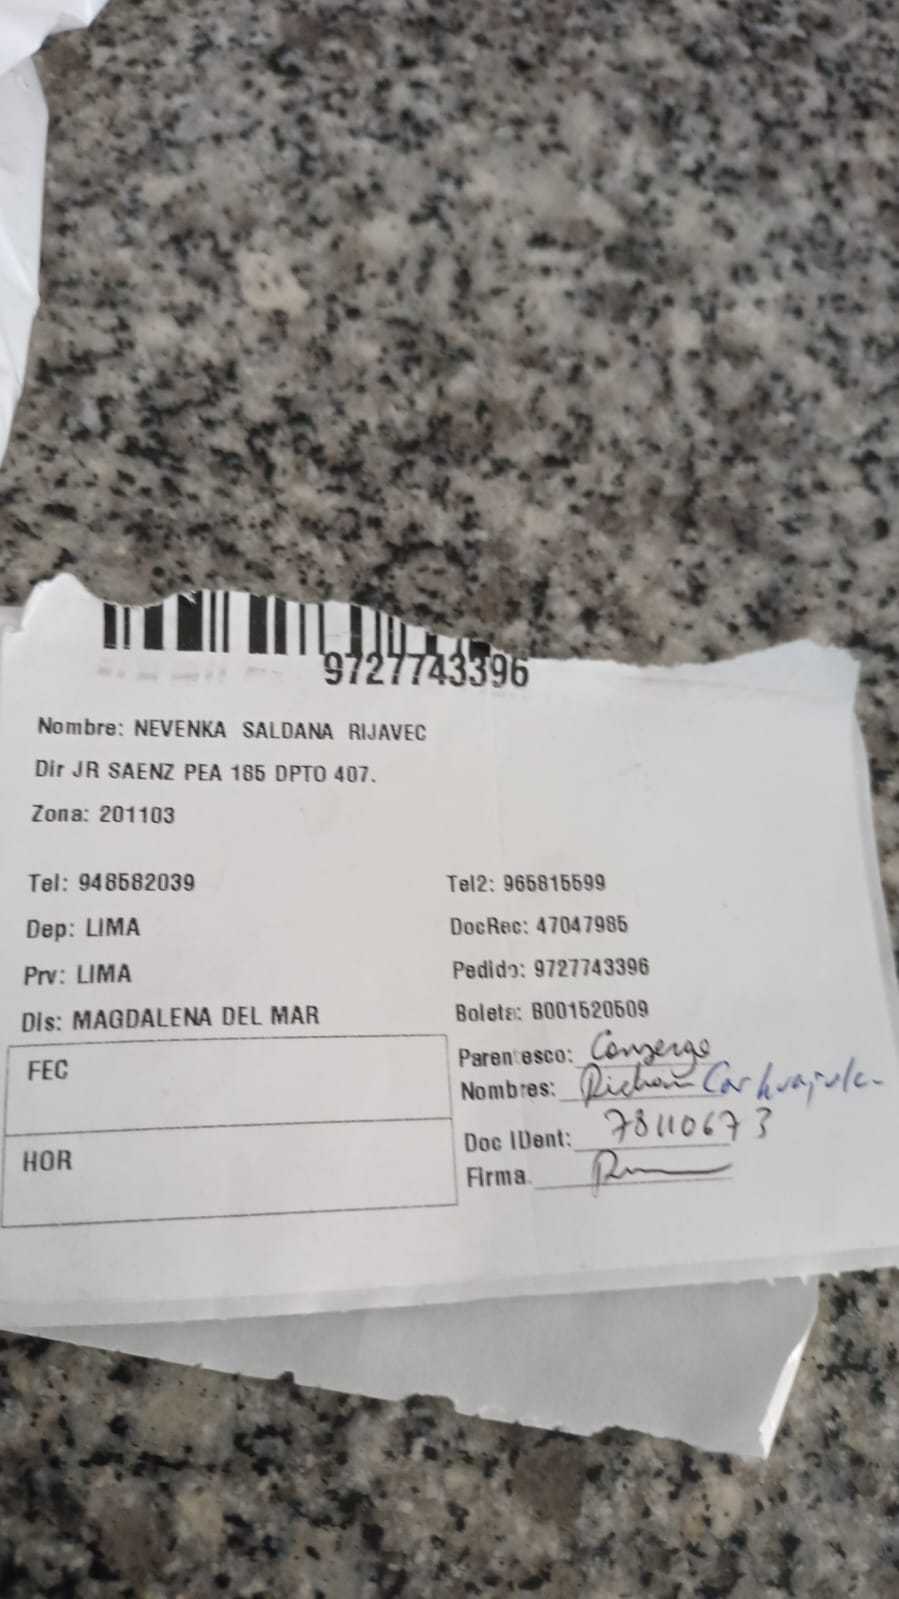 9727743396
Nombre: NEVENKA SALDANA RIJAVEC
Dir JR SAENZ PEA 185 DPTO 407.
Zona: 201103
Tel: 948582039 Tel2: 965815599
Dep: LIMA DocRec: 47047985
Prv: LIMA Pedido: 9727743396
Dis: MAGDALENA DEL MAR Boleta: B001520509
FEC Parentesco: Conserge
Nombres:
Doc IDent: 78110673
HOR Firma